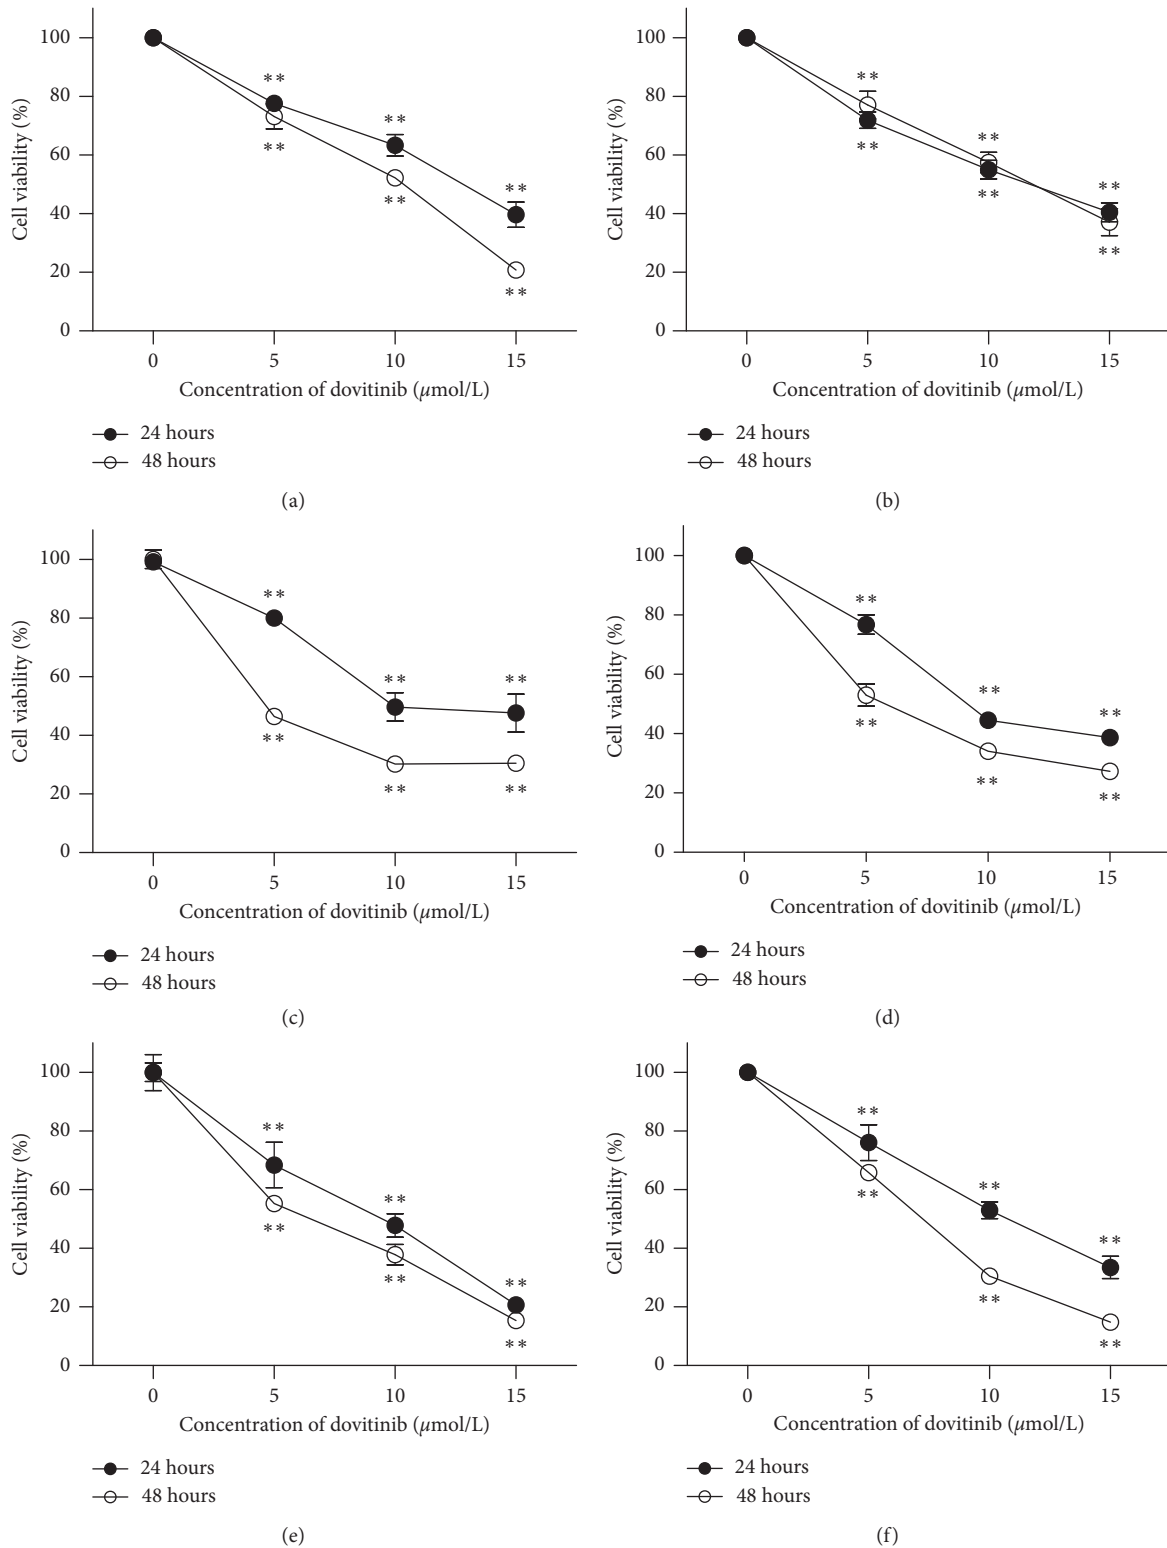 100
80
60
40
20
0
Cell viability (%)
**
**
**
**
**
**
0 5 10 15
Concentration of dovitinib (μmol/L)
24 hours
48 hours
(a)
100
80
60
40
20
0
Cell viability (%)
**
**
**
**
**
**
0 5 10 15
Concentration of dovitinib (μmol/L)
24 hours
48 hours
(b)
100
80
60
40
20
0
Cell viability (%)
**
**
**
**
**
**
0 5 10 15
Concentration of dovitinib (μmol/L)
24 hours
48 hours
(c)
100
80
60
40
20
0
Cell viability (%)
**
**
**
**
**
**
0 5 10 15
Concentration of dovitinib (μmol/L)
24 hours
48 hours
(d)
100
80
60
40
20
0
Cell viability (%)
**
**
**
**
**
**
0 5 10 15
Concentration of dovitinib (μmol/L)
24 hours
48 hours
(e)
100
80
60
40
20
0
Cell viability (%)
**
**
**
**
**
**
0 5 10 15
Concentration of dovitinib (μmol/L)
24 hours
48 hours
(f)